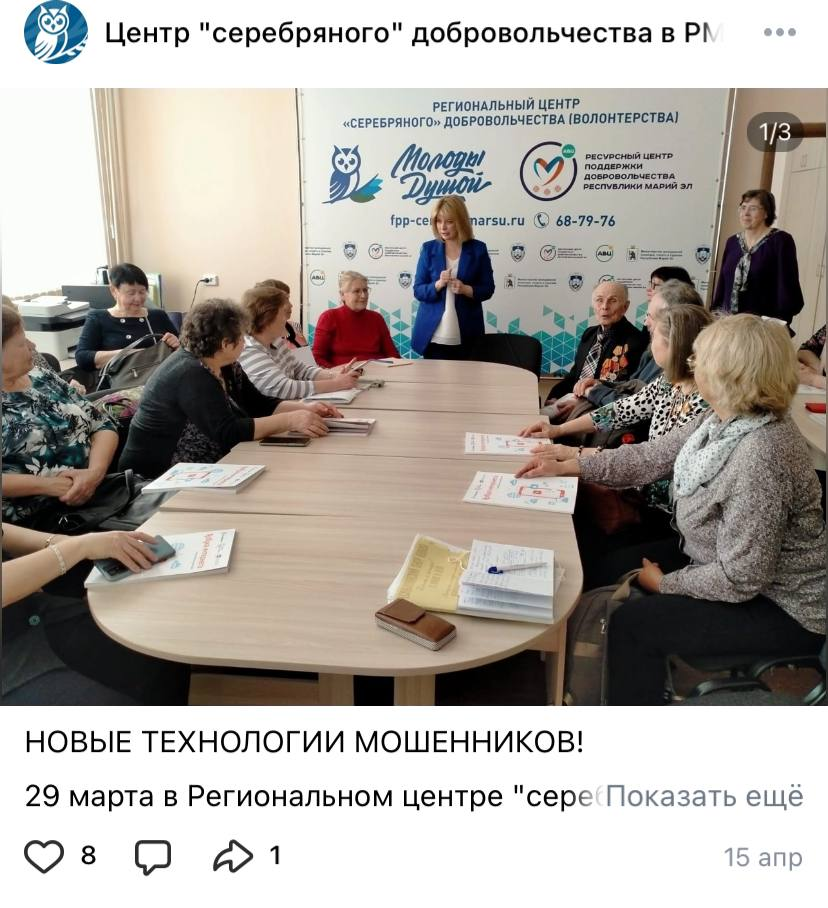 Центр "серебряного" добровольчества в РМ
1/3
РЕГИОНАЛЬНЫЙ ЦЕНТР
«СЕРЕБРЯНОГО» ДОБРОВОЛЬЧЕСТВА (ВОЛОНТЕРСТВА)
Молоды
Душой
АВЦ
РЕСУРСНЫЙ ЦЕНТР
ПОДДЕРЖКИ
ДОБРОВОЛЬЧЕСТВА
РЕСПУБЛИКИ МАРИЙ ЭЛ
fpp-ce marsu.ru 68-79-76
АВЦ
АВЦ
НОВЫЕ ТЕХНОЛОГИИ МОШЕННИКОВ!
29 марта в Региональном центре "сере Показать ещё
8 1 15 апр